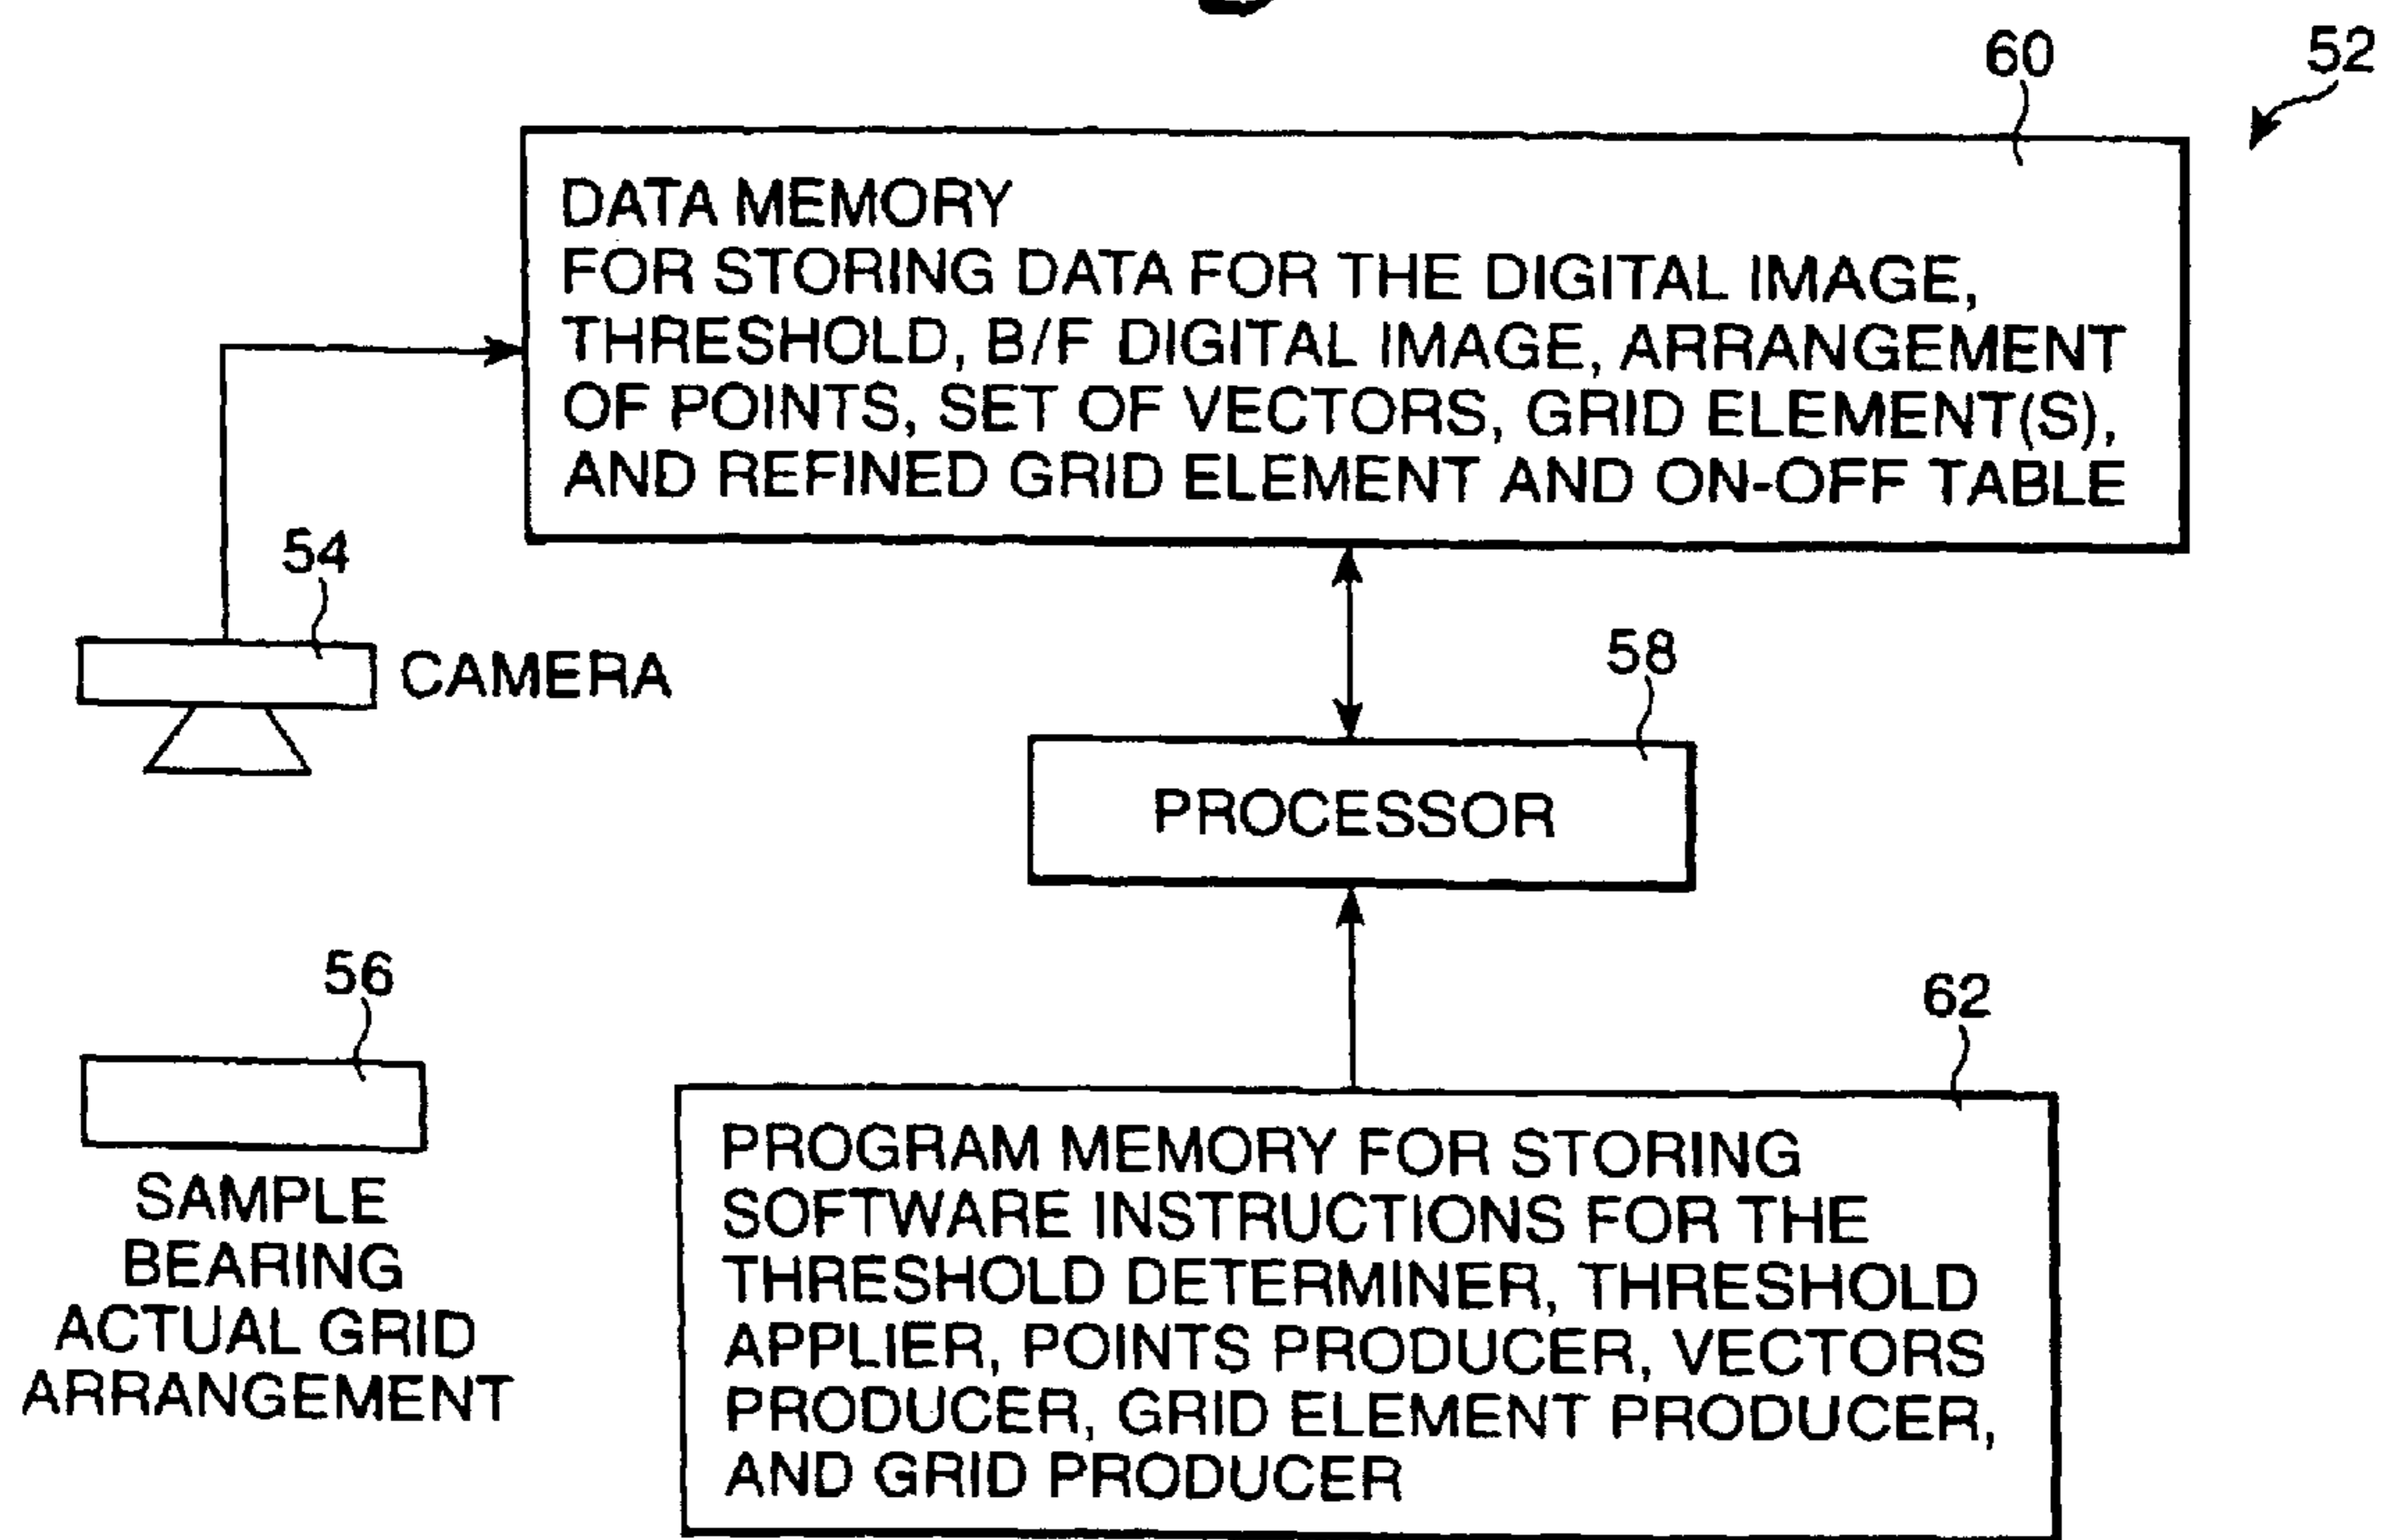 60
52
DATA MEMORY
FOR STORING DATA FOR THE DIGITAL IMAGE,
THRESHOLD, B/F DIGITAL IMAGE, ARRANGEMENT
OF POINTS, SET OF VECTORS, GRID ELEMENT(S),
AND REFINED GRID ELEMENT AND ON-OFF TABLE
54
CAMERA
58
PROCESSOR
56
SAMPLE
BEARING
ACTUAL GRID
ARRANGEMENT
62
PROGRAM MEMORY FOR STORING
SOFTWARE INSTRUCTIONS FOR THE
THRESHOLD DETERMINER, THRESHOLD
APPLIER, POINTS PRODUCER, VECTORS
PRODUCER, GRID ELEMENT PRODUCER,
AND GRID PRODUCER